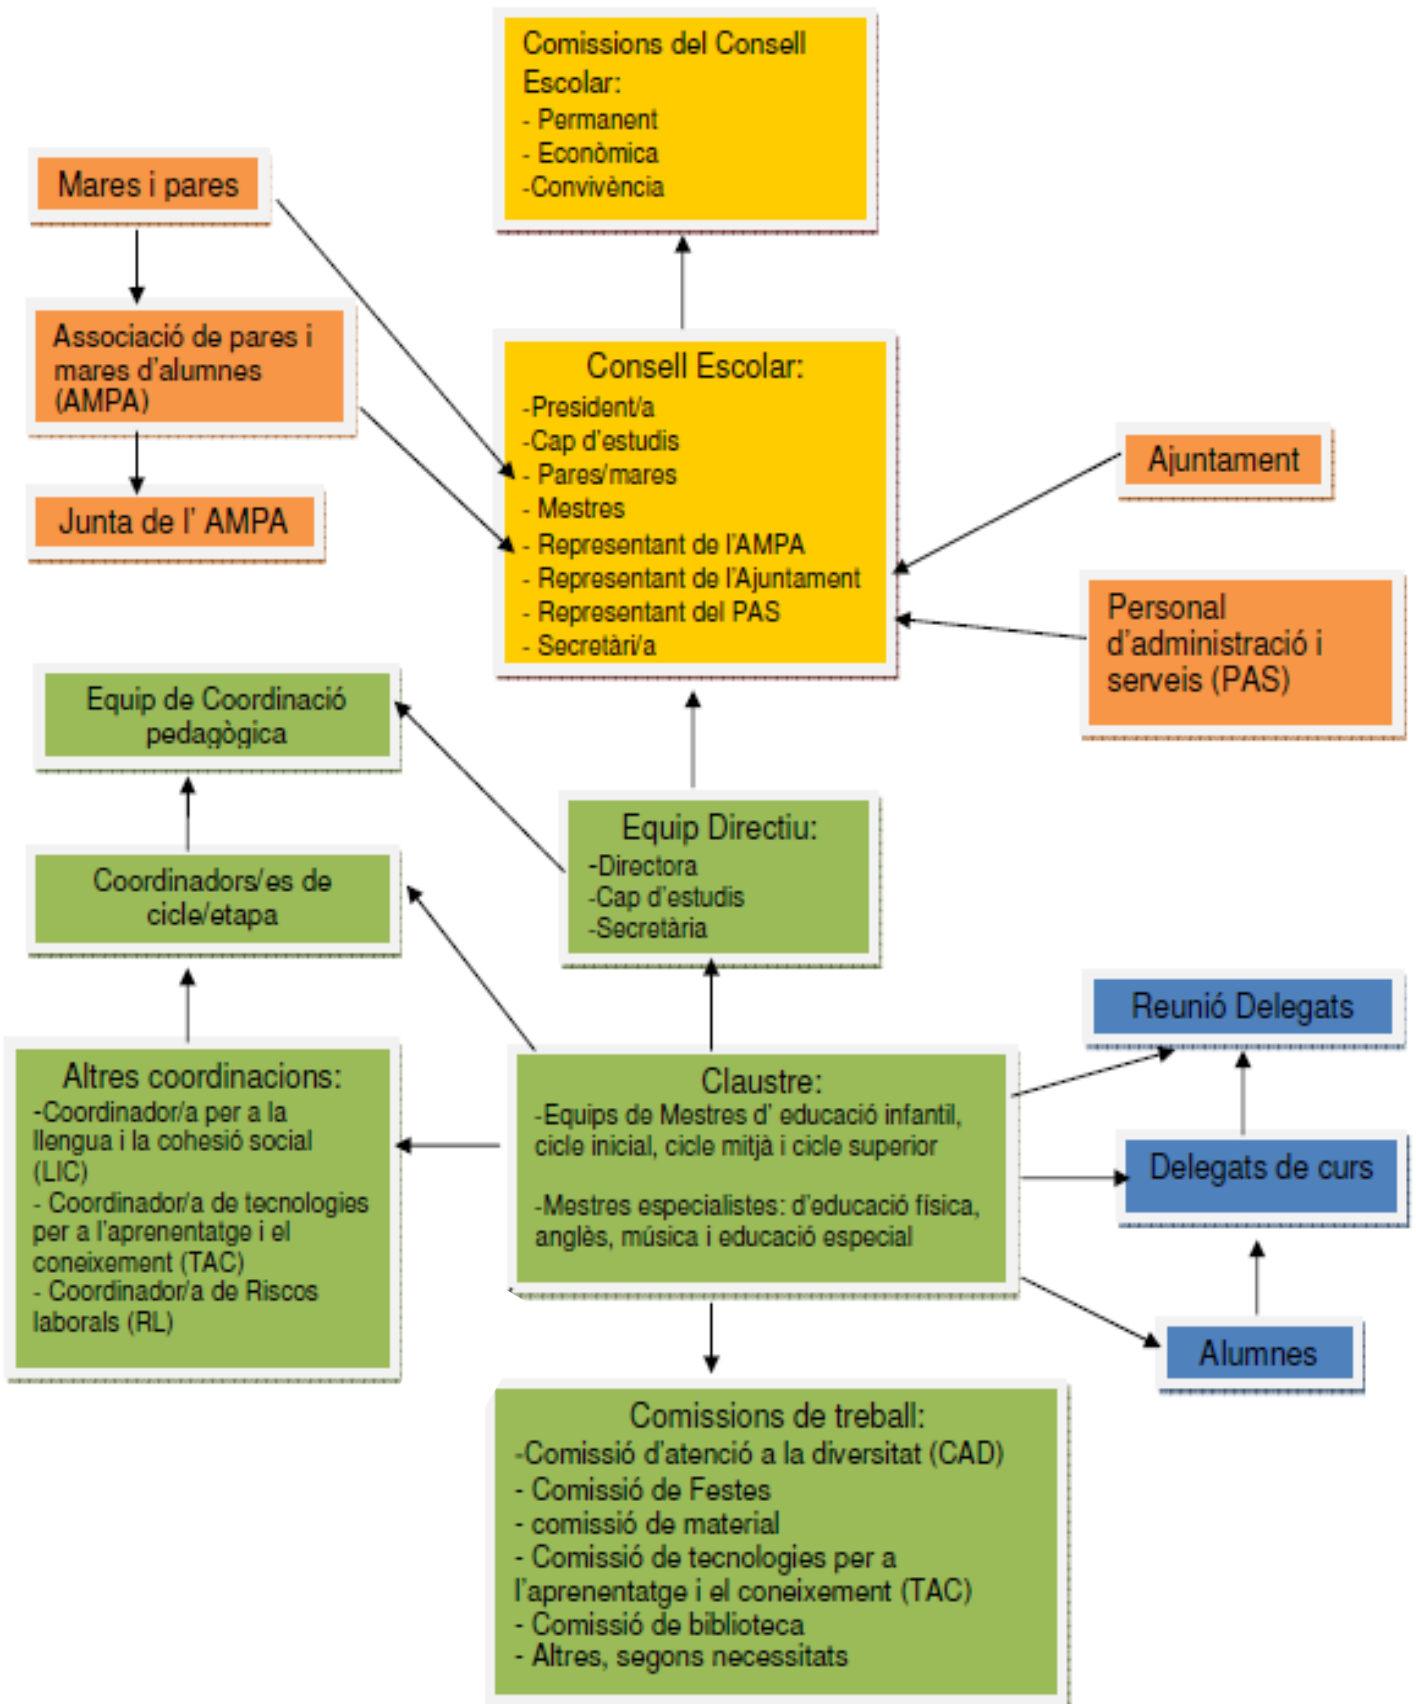 Comissions del Consell
Escolar:
- Permanent
- Econòmica
-Convivència
Mares i pares
Associació de pares i
mares d'alumnes
(AMPA)
Junta de l' AMPA
Consell Escolar:
-President/a
-Cap d'estudis
- Pares/mares
- Mestres
- Representant de l'AMPA
- Representant de l'Ajuntament
- Representant del PAS
- Secretàri/a
Ajuntament
Personal
d'administració i
serveis (PAS)
Equip de Coordinació
pedagògica
Coordinadors/es de
cicle/etapa
Equip Directiu:
-Directora
-Cap d'estudis
-Secretària
Altres coordinacions:
-Coordinador/a per a la
llengua i la cohesió social
(LIC)
- Coordinador/a de tecnologies
per a l'aprenentatge i el
coneixement (TAC)
- Coordinador/a de Riscos
laborals (RL)
Claustre:
-Equips de Mestres d' educació infantil,
cicle inicial, cicle mitjà i cicle superior
-Mestres especialistes: d'educació física,
anglès, música i educació especial
Reunió Delegats
Delegats de curs
Alumnes
Comissions de treball:
-Comissió d'atenció a la diversitat (CAD)
- Comissió de Festes
- comissió de material
- Comissió de tecnologies per a
l'aprenentatge i el coneixement (TAC)
- Comissió de biblioteca
- Altres, segons necessitats